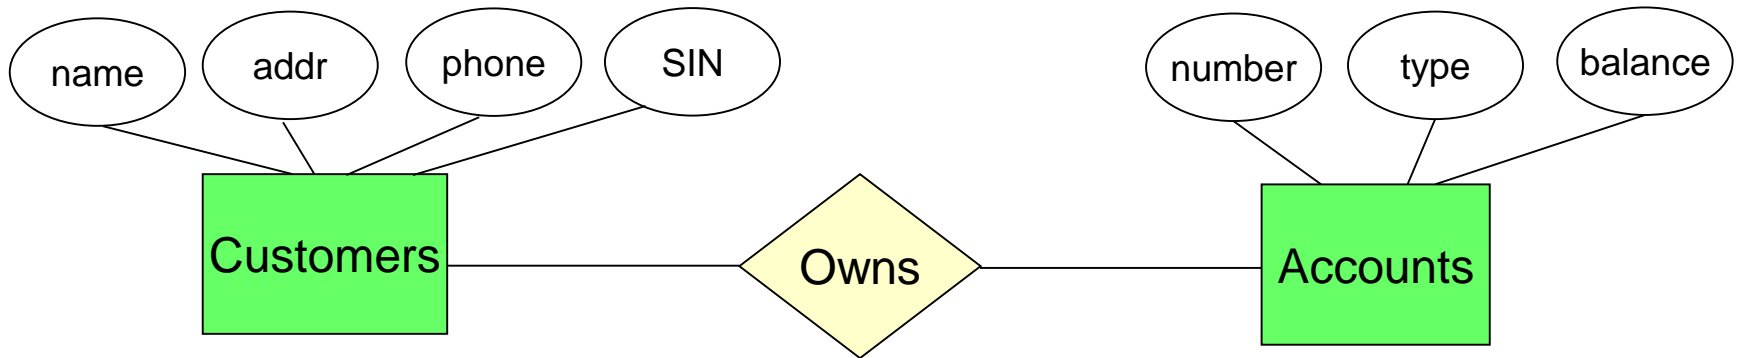 name
addr
phone
SIN
number
type
balance
Customers
Owns
Accounts